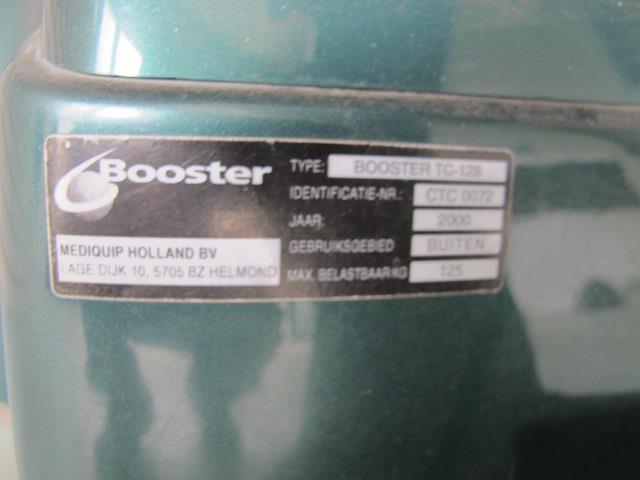 Booster
MEDIQUIP HOLLAND BV
LAGE DIJK 10, 5705 BZ HELMOND
TYPE: BOOSTER TC-128
IDENTIFICATIE-NR.: CTC 0072
JAAR: 2000
GEBRUIKSGEBIED BUITEN
MAX. BELASTBAAR KG 125